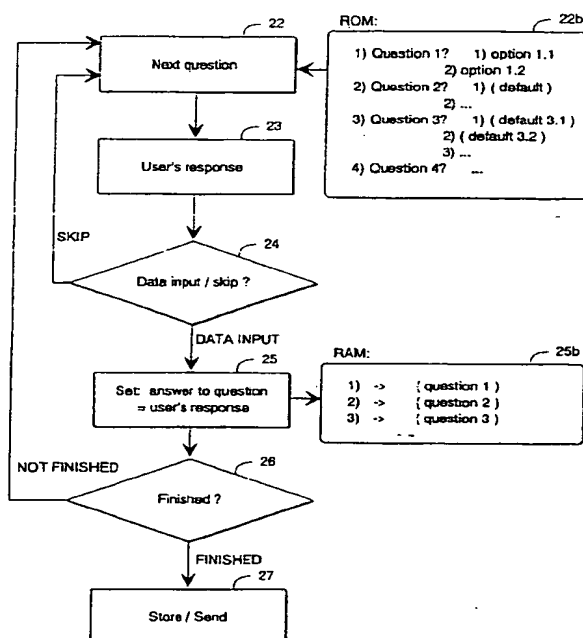 22
Next question
ROM:
22b
1) Question 1? 1) option 1.1
2) option 1.2
2) Question 2? 1) ( default )
2) ...
3) Question 3? 1) ( default 3.1 )
2) ( default 3.2 )
3) ...
4) Question 4? ...
23
User's response
SKIP
24
Data input / skip ?
DATA INPUT
25
Set: answer to question
= user's response
RAM:
25b
1) -> ( question 1 )
2) -> ( question 2 )
3) -> ( question 3 )
...
NOT FINISHED
26
Finished ?
FINISHED
27
Store / Send